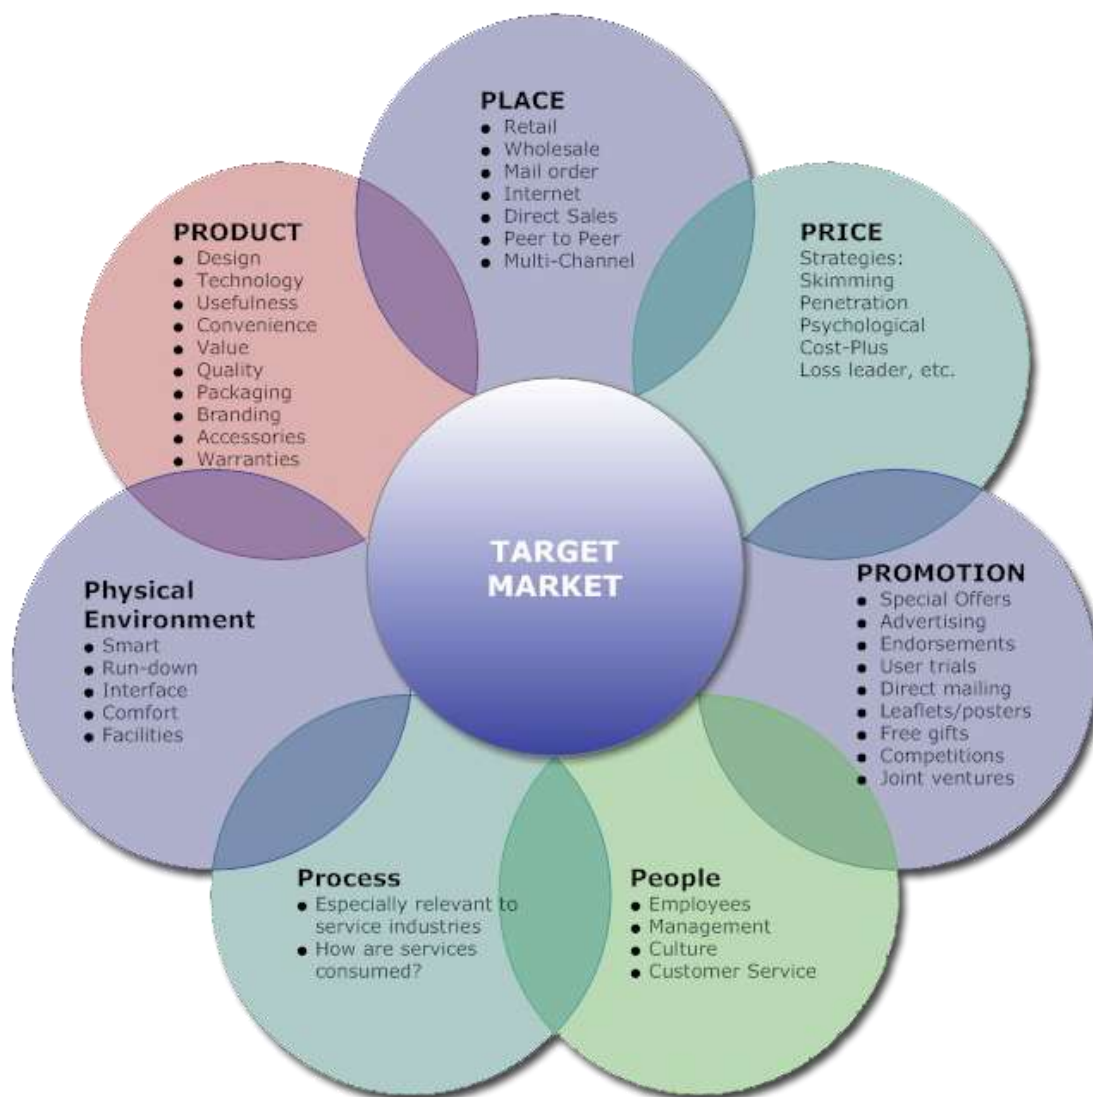 PLACE
● Retail
● Wholesale
● Mail order
● Internet
● Direct Sales
● Peer to Peer
● Multi-Channel
PRODUCT
● Design
● Technology
● Usefulness
● Convenience
● Value
● Quality
● Packaging
● Branding
● Accessories
● Warranties
PRICE
Strategies:
Skimming
Penetration
Psychological
Cost-Plus
Loss leader, etc.
TARGET
MARKET
Physical
Environment
● Smart
● Run-down
● Interface
● Comfort
● Facilities
PROMOTION
● Special Offers
● Advertising
● Endorsements
● User trials
● Direct mailing
● Leaflets/posters
● Free gifts
● Competitions
● Joint ventures
Process
● Especially relevant to
service industries
● How are services
consumed?
People
● Employees
● Management
● Culture
● Customer Service